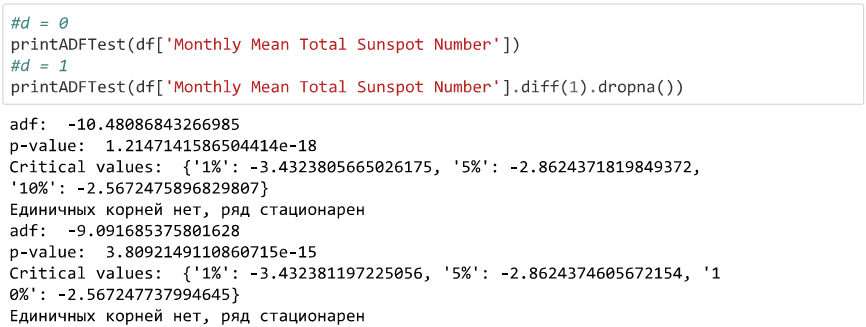 #d = 0
printADFTest(df['Monthly Mean Total Sunspot Number'])
#d = 1
printADFTest(df['Monthly Mean Total Sunspot Number'].diff(1).dropna())
adf:  -10.48086843266985
p-value:  1.2147141586504414e-18
Critical values:  {'1%': -3.4323805665026175, '5%': -2.8624371819849372,
'10%': -2.5672475896829807}
Единичных корней нет, ряд стационарен
adf:  -9.091685375801628
p-value:  3.8092149110860715e-15
Critical values:  {'1%': -3.432381197225056, '5%': -2.8624374605672154, '1
0%': -2.567247737994645}
Единичных корней нет, ряд стационарен